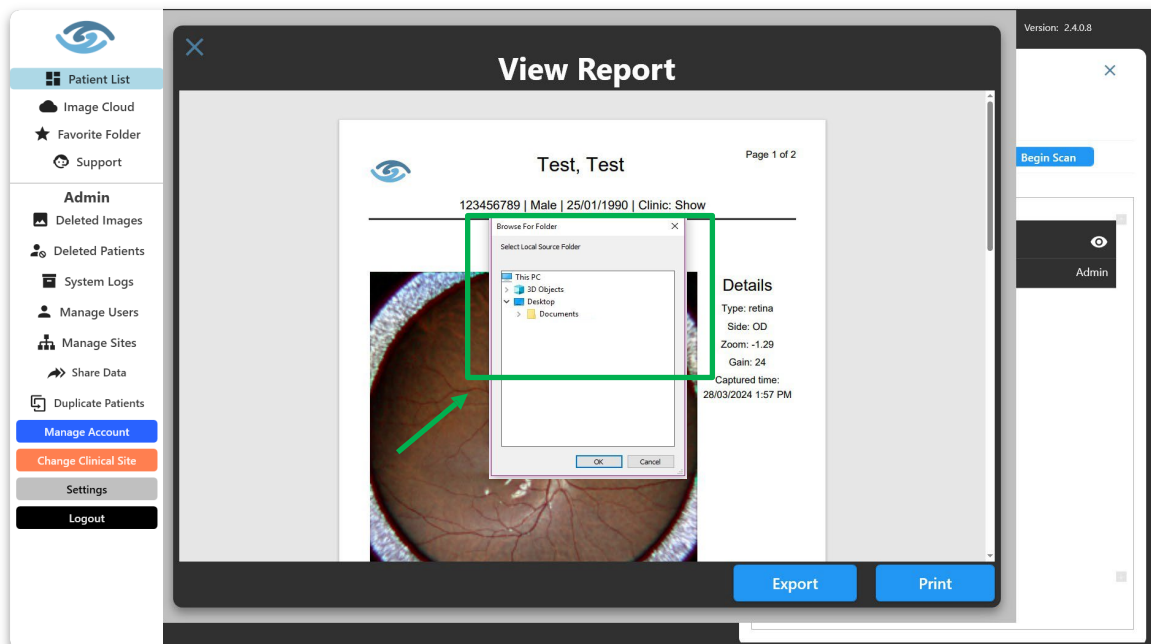 Version: 2.4.0.8
Patient List
Image Cloud
Favorite Folder
Support
Admin
Deleted Images
Deleted Patients
System Logs
Manage Users
Manage Sites
Share Data
Duplicate Patients
Manage Account
Change Clinical Site
Settings
Logout
View Report
Page 1 of 2
Test, Test
123456789 | Male | 25/01/1990 | Clinic: Show
Browse For Folder
Select Local Source Folder
This PC
3D Objects
Desktop
Documents
OK
Cancel
Details
Type: retina
Side: OD
Zoom: -1.29
Gain: 24
Captured time:
28/03/2024 1:57 PM
Export
Print
Begin Scan
Admin